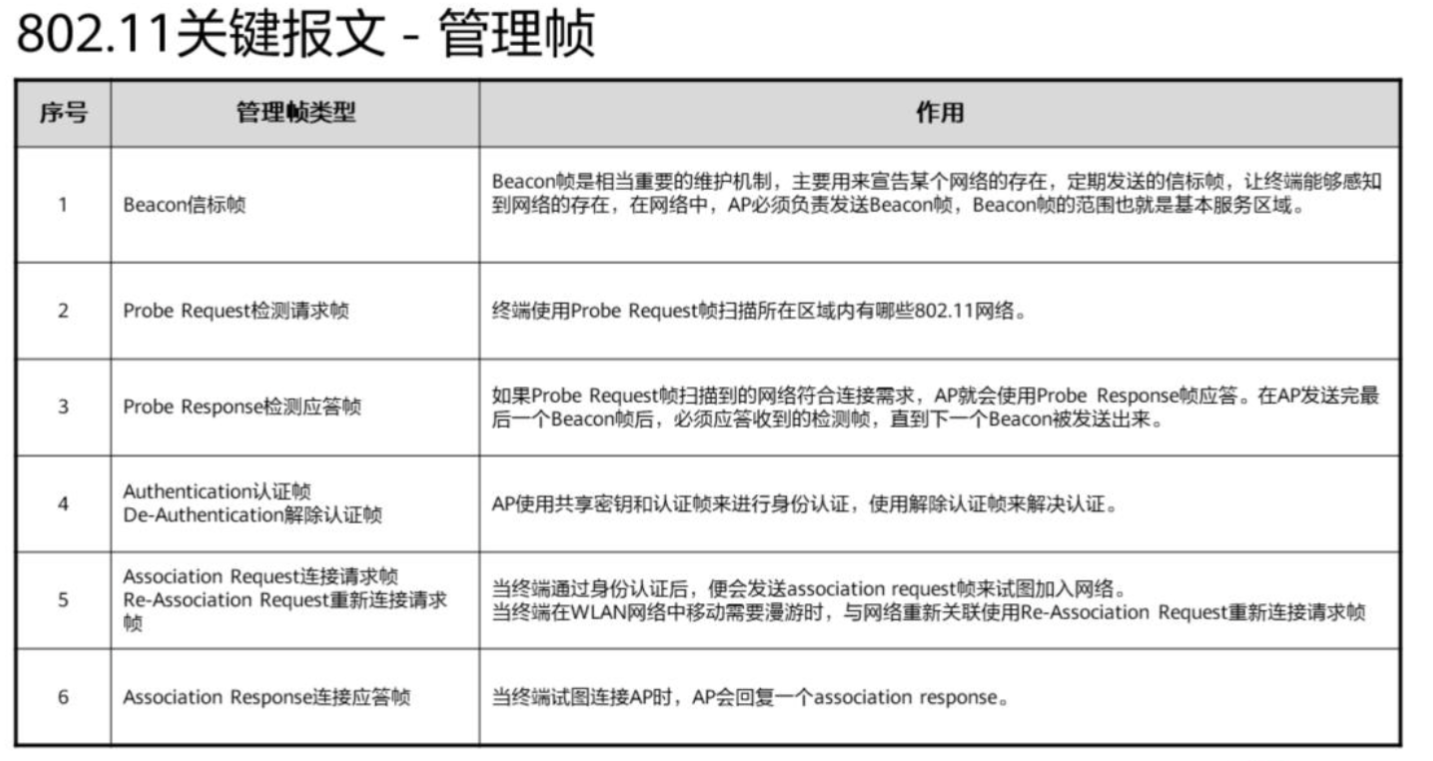 802.11关键报文 - 管理帧
序号
管理帧类型
作用
1
Beacon信标帧
Beacon帧是相当重要的维护机制，主要用来宣告某个网络的存在，定期发送的信标帧，让终端能够感知
到网络的存在，在网络中，AP必须负责发送Beacon帧，Beacon帧的范围也就是基本服务区域。
2
Probe Request检测请求帧
终端使用Probe Request帧扫描所在区域内有哪些802.11网络。
3
Probe Response检测应答帧
如果Probe Request帧扫描到的网络符合连接需求，AP就会使用Probe Response帧应答。在AP发送完最
后一个Beacon帧后，必须应答收到的检测帧，直到下一个Beacon被发送出来。
4
Authentication认证帧
De-Authentication解除认证帧
AP使用共享密钥和认证帧来进行身份认证，使用解除认证帧来解决认证。
5
Association Request连接请求帧
Re-Association Request重新连接请求
帧
当终端通过身份认证后，便会发送association request帧来试图加入网络。
当终端在WLAN网络中移动需要漫游时，与网络重新关联使用Re-Association Request重新连接请求帧
6
Association Response连接应答帧
当终端试图连接AP时，AP会回复一个association response。